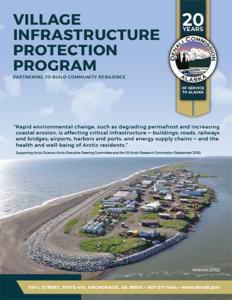 VILLAGE
INFRASTRUCTURE
PROTECTION
PROGRAM
PARTNERING TO BUILD COMMUNITY RESILIENCE
20
YEARS
DENALI COMMISSION
ALASKA
OF SERVICE
TO ALASKA
"Rapid environmental change, such as degrading permafrost and increasing
coastal erosion, is affecting critical infrastructure – buildings; roads, railways
and bridges; airports, harbors and ports; and energy supply chains – and the
health and well-being of Arctic residents."
Supporting Arctic Science, Arctic Executive Steering Committee and the US Arctic Research Commission (September 2016)
510 L STREET, SUITE 410, ANCHORAGE, AK 99501 • 907-271-1414 • www.denali.gov